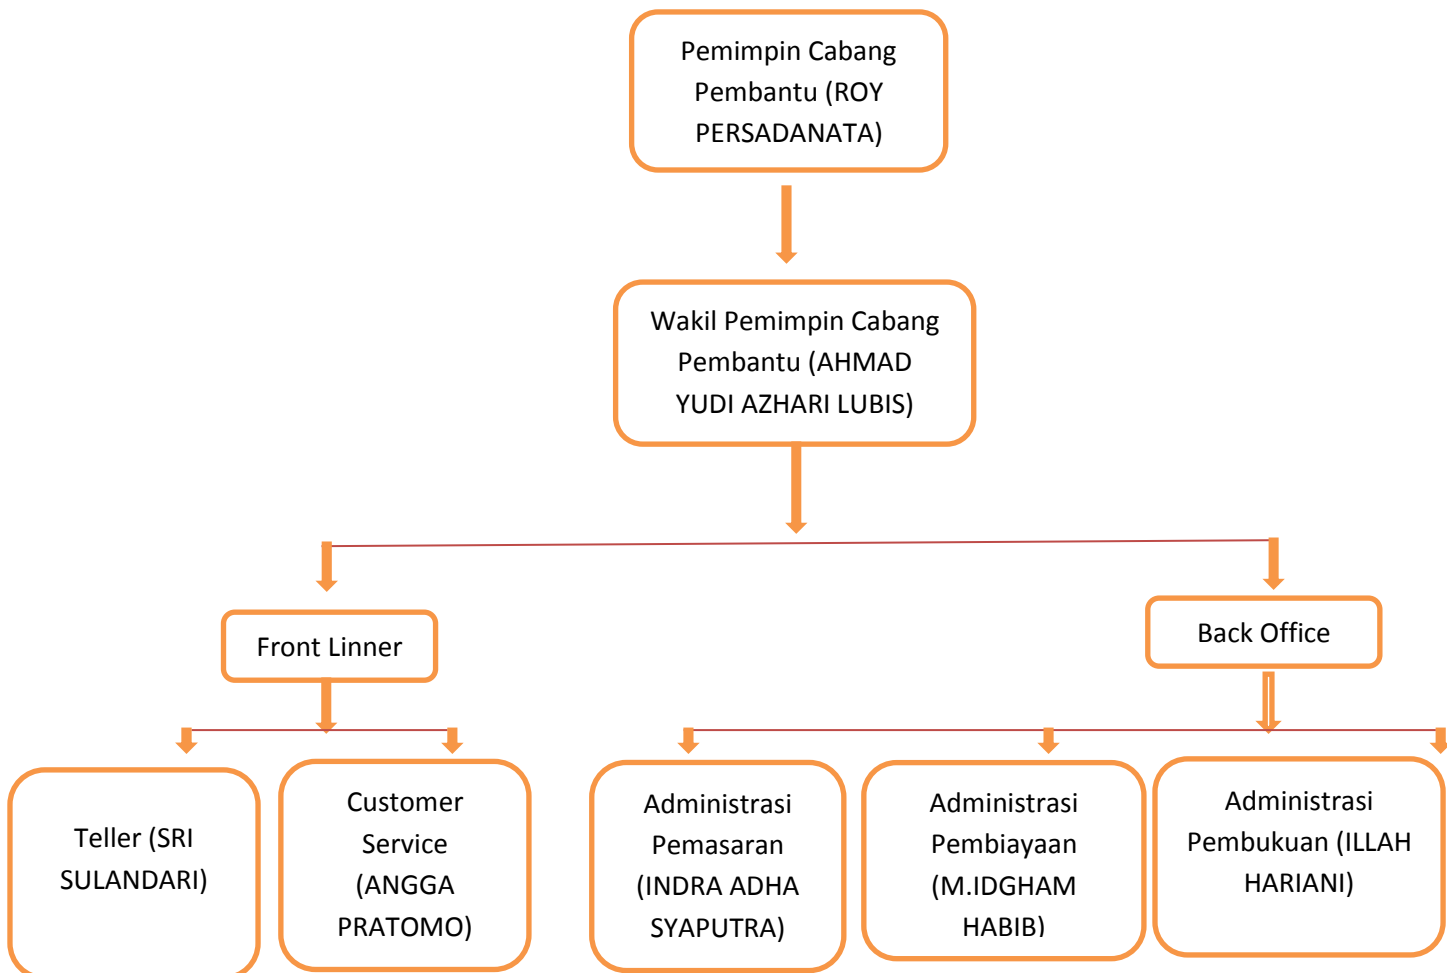 Pemimpin Cabang
Pembantu (ROY
PERSADANATA)
Wakil Pemimpin Cabang
Pembantu (AHMAD
YUDI AZHARI LUBIS)
Front Linner
Back Office
Teller (SRI
SULANDARI)
Customer
Service
(ANGGA
PRATOMO)
Administrasi
Pemasaran
(INDRA ADHA
SYAPUTRA)
Administrasi
Pembiayaan
(M.IDGHAM
HABIB)
Administrasi
Pembukuan (ILLAH
HARIANI)